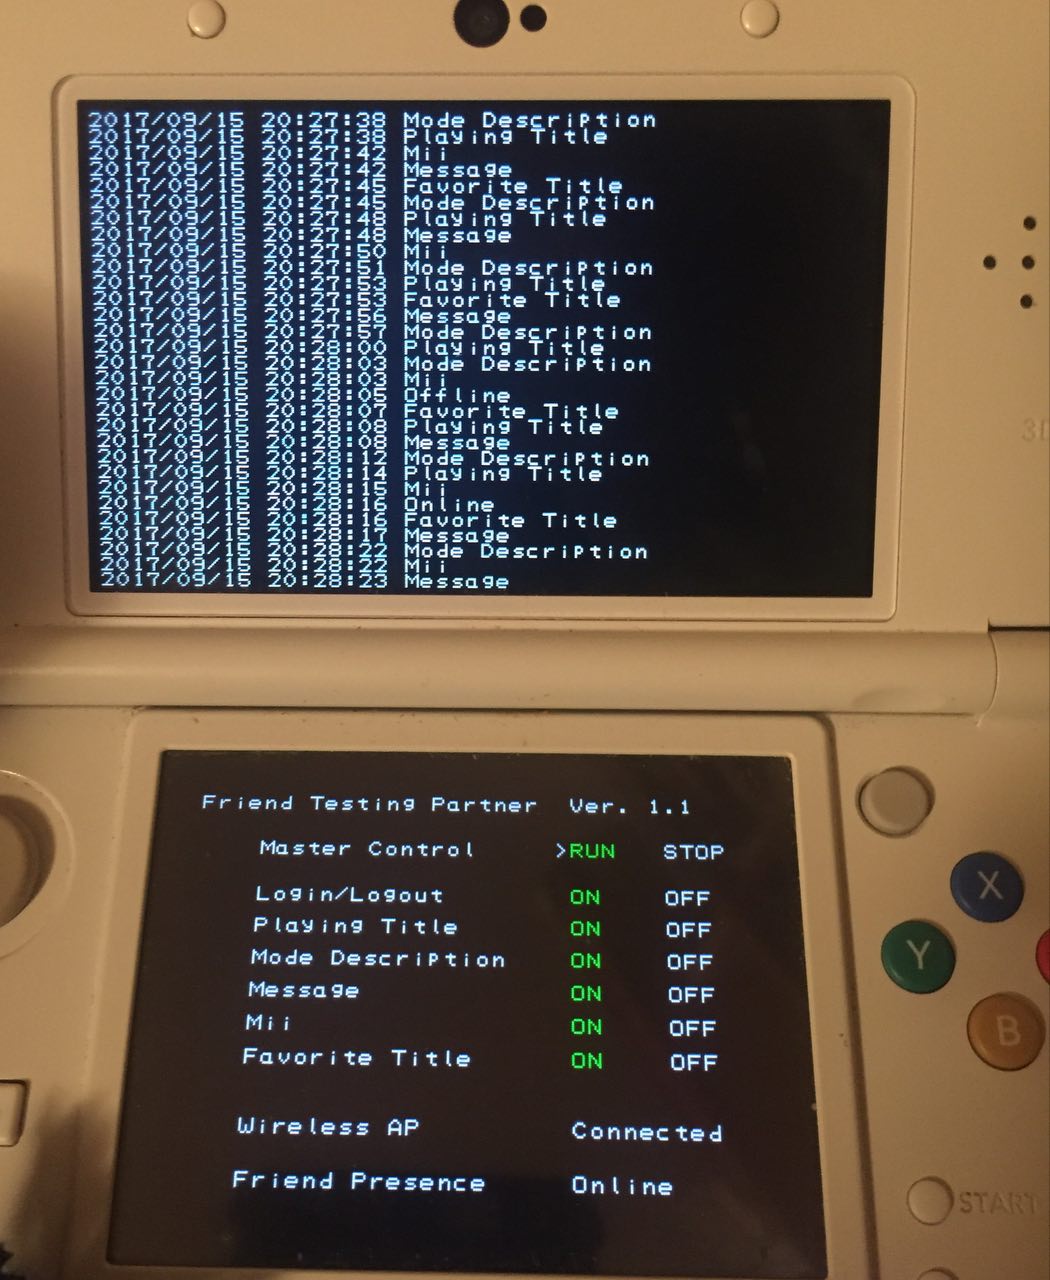 2017/09/15 20:27:38 Mode Description
2017/09/15 20:27:38 Playing Title
2017/09/15 20:27:42 Mii
2017/09/15 20:27:42 Message
2017/09/15 20:27:45 Favorite Title
2017/09/15 20:27:45 Mode Description
2017/09/15 20:27:48 Playing Title
2017/09/15 20:27:48 Message
2017/09/15 20:27:50 Mii
2017/09/15 20:27:51 Mode Description
2017/09/15 20:27:53 Playing Title
2017/09/15 20:27:53 Favorite Title
2017/09/15 20:27:56 Message
2017/09/15 20:27:57 Mode Description
2017/09/15 20:28:00 Playing Title
2017/09/15 20:28:03 Mode Description
2017/09/15 20:28:03 Mii
2017/09/15 20:28:05 Offline
2017/09/15 20:28:07 Favorite Title
2017/09/15 20:28:08 Playing Title
2017/09/15 20:28:08 Message
2017/09/15 20:28:12 Mode Description
2017/09/15 20:28:14 Playing Title
2017/09/15 20:28:15 Mii
2017/09/15 20:28:16 Online
2017/09/15 20:28:16 Favorite Title
2017/09/15 20:28:17 Message
2017/09/15 20:28:22 Mode Description
2017/09/15 20:28:22 Mii
2017/09/15 20:28:23 Message
3D
Friend Testing Partner Ver. 1.1
Master Control >RUN STOP
Login/Logout ON OFF
Playing Title ON OFF
Mode Description ON OFF
Message ON OFF
Mii ON OFF
Favorite Title ON OFF
Wireless AP Connected
Friend Presence Online
X
Y
B
START